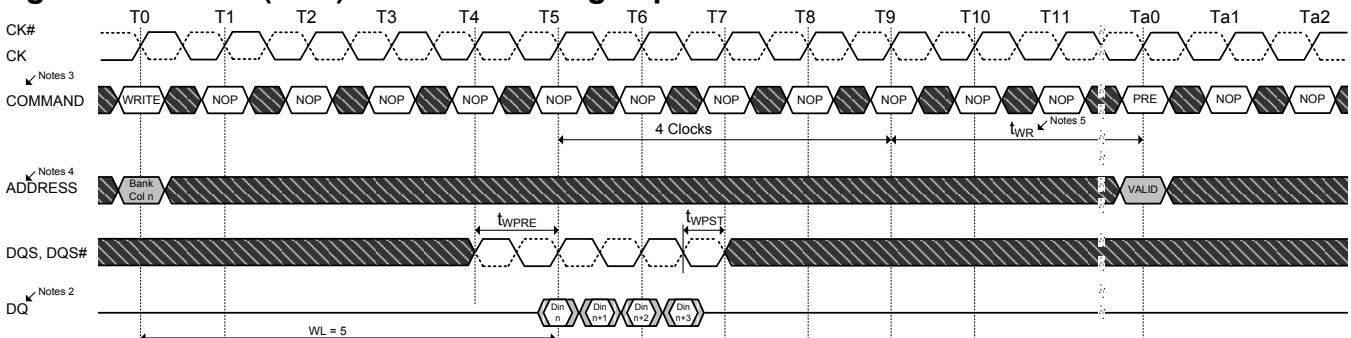 T0 T1 T2 T3 T4 T5 T6 T7 T8 T9 T10 T11 Ta0 Ta1 Ta2
CK#
CK
Notes 3
COMMAND WRITE NOP NOP NOP NOP NOP NOP NOP NOP NOP NOP NOP PRE NOP NOP
4 Clocks tWR Notes 5
Notes 4
ADDRESS Bank Col n VALID
tWPRE tWPST
DQS, DQS#
Notes 2
DQ Din n Din n+1 Din n+2 Din n+3
WL = 5